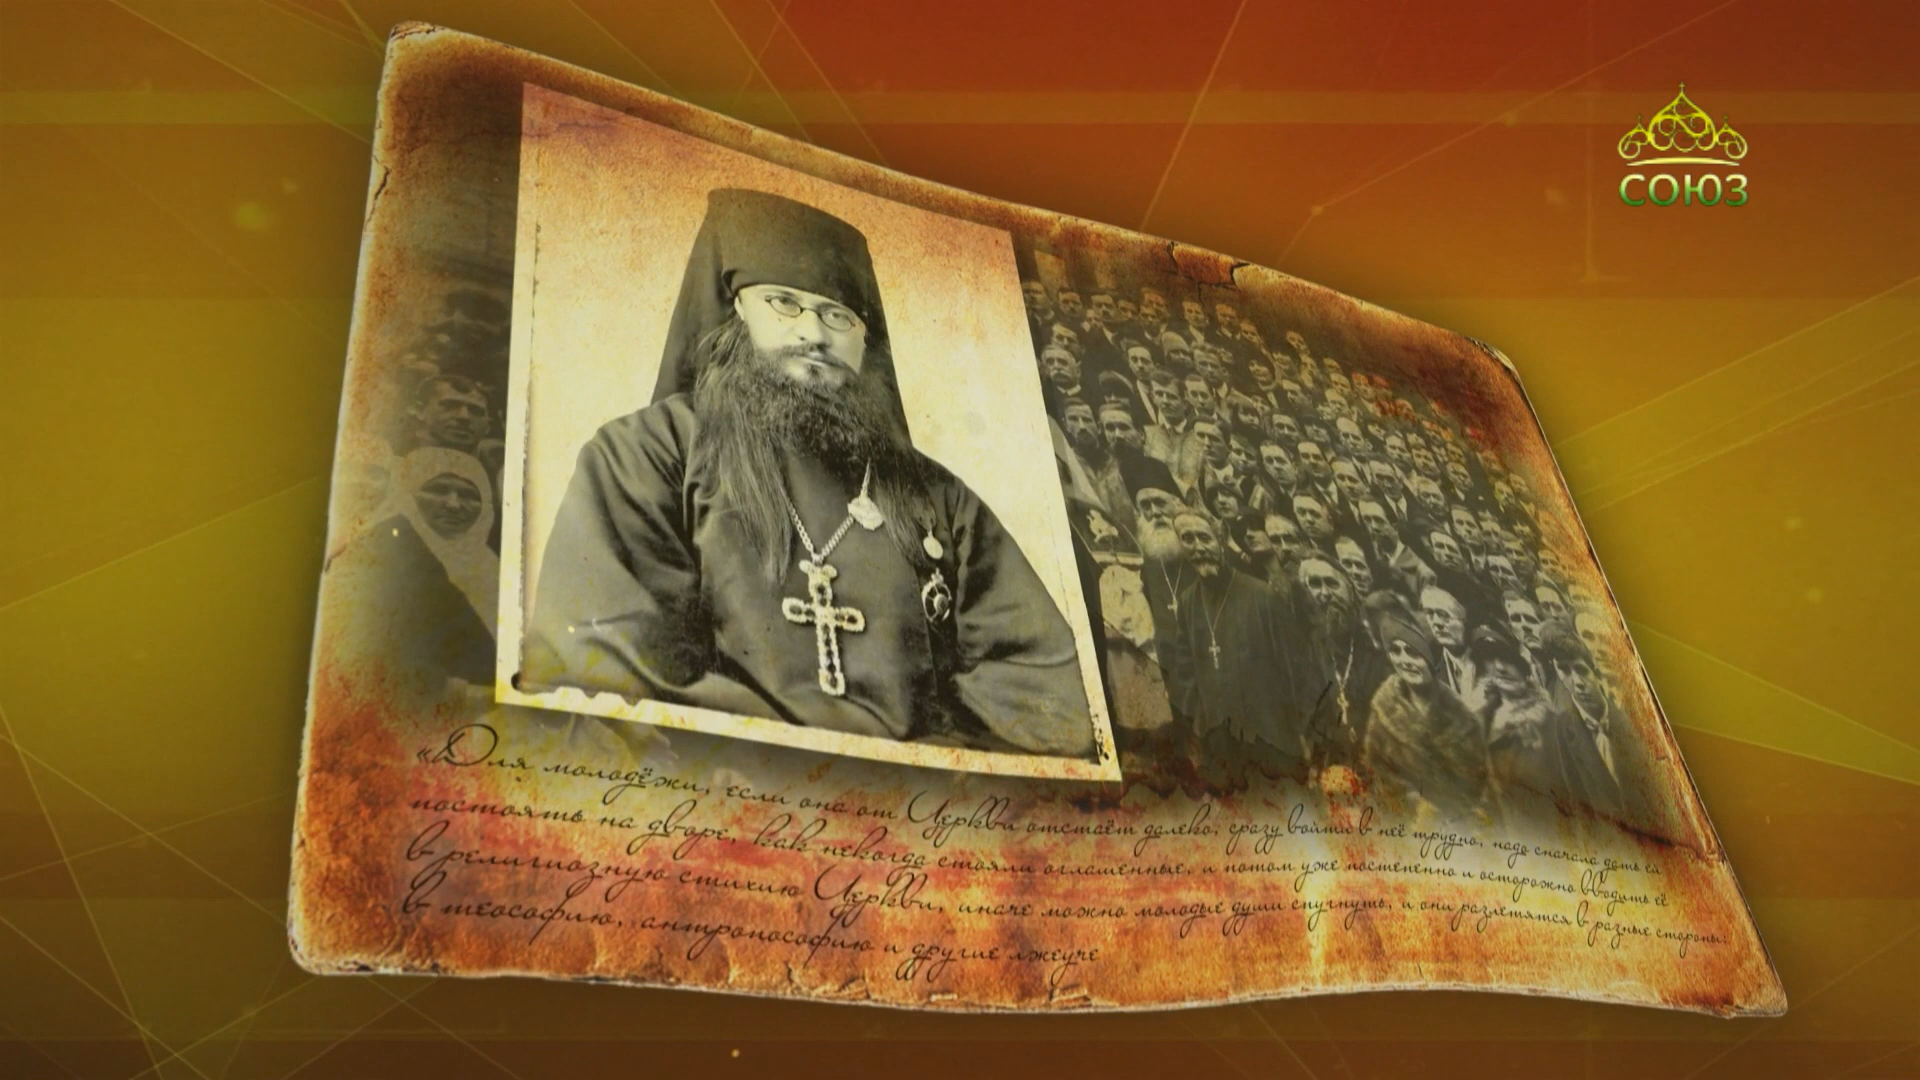 СОЮЗ
«Для молодёжи, если она от Церкви отстаёт далеко, сразу войти в неё трудно, надо сначала дать ей
постоять на дворе, как некогда стояли оглашенные, и потом уже постепенно и осторожно вводить её
в религиозную стихию Церкви, иначе можно молодые души спугнуть, и они разлетятся в разные стороны:
в теософию, антропософию и другие лжеуче